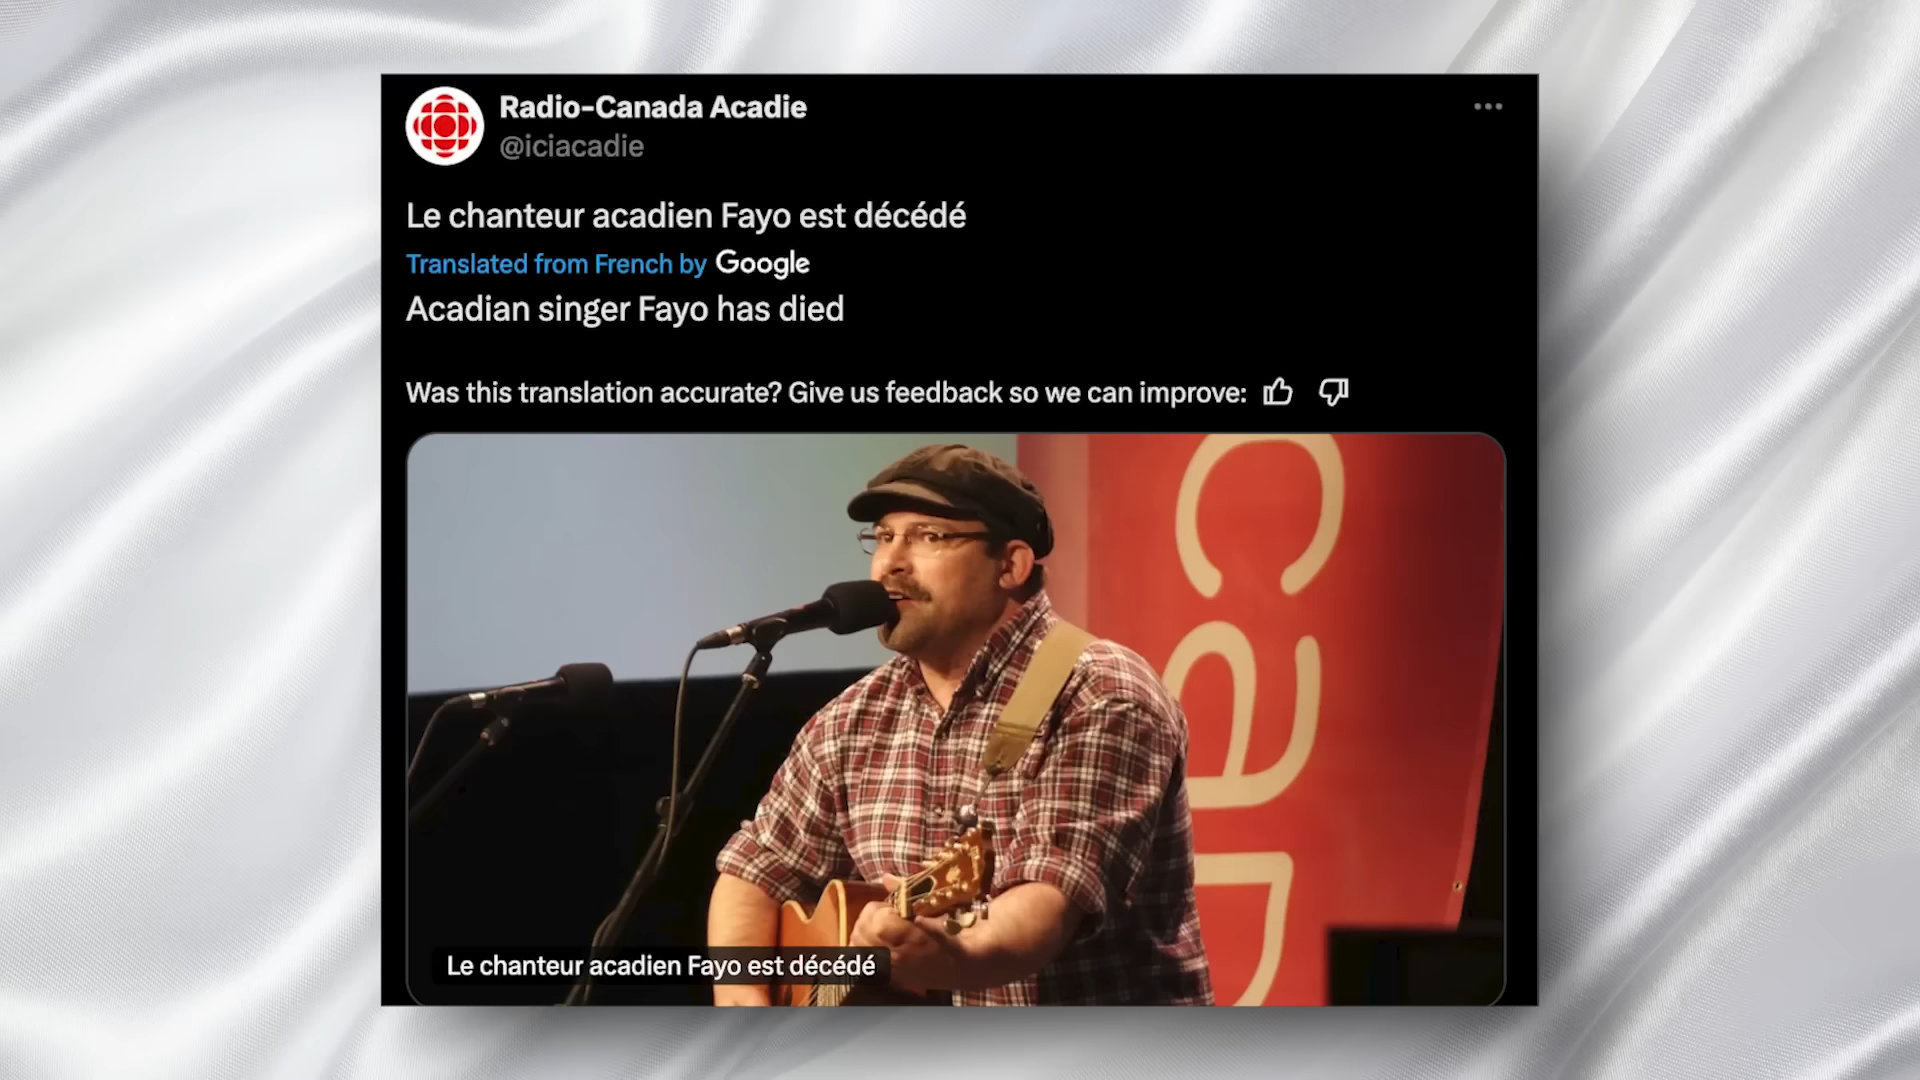 Radio-Canada Acadie
@iciacadie
Le chanteur acadien Fayo est décédé
Translated from French by Google
Acadian singer Fayo has died
Was this translation accurate? Give us feedback so we can improve:
CaD
Le chanteur acadien Fayo est décédé